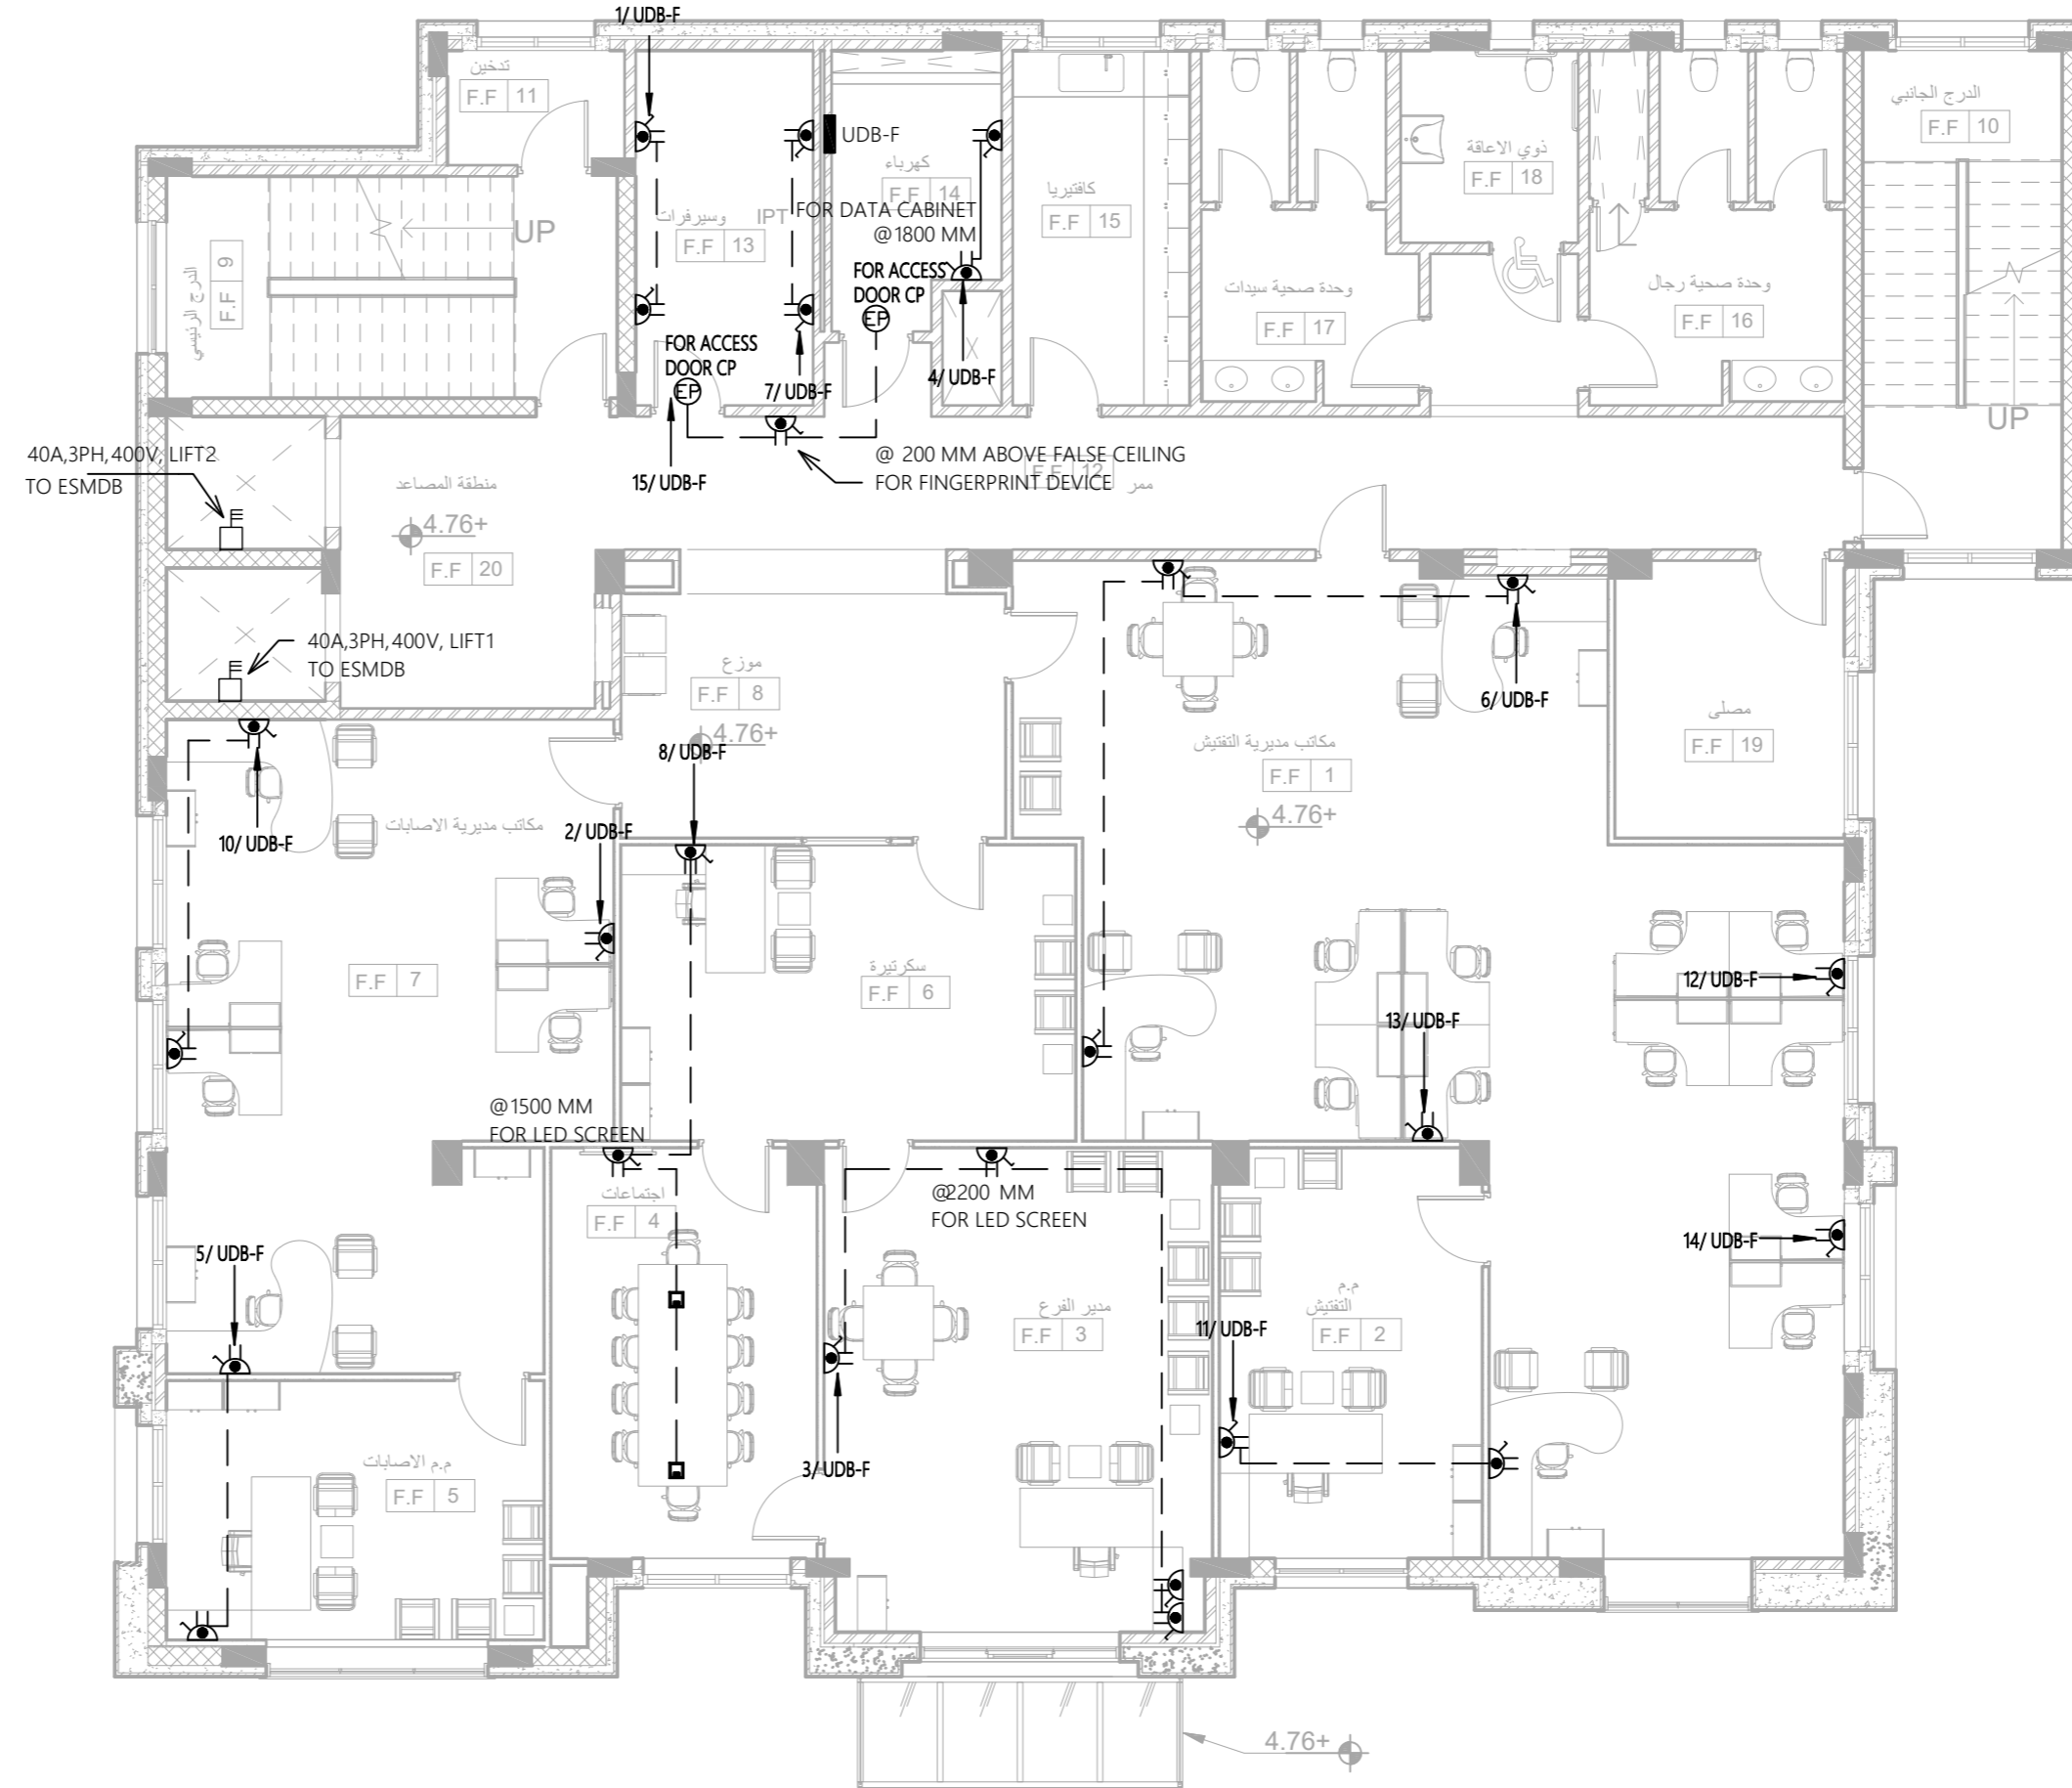 1/ UDB-F
تدخين
F.F 11
UDB-F
كهرباء
F.F 14
FOR DATA CABINET
@1800 MM
وسيرفرات IPT
F.F 13
كافتيريا
F.F 15
ذوي الاعاقة
F.F 18
الدرج الجانبي
F.F 10
UP
الدرج الرئيسي
F.F 9
FOR ACCESS
DOOR CP
EP
FOR ACCESS
DOOR CP
EP
وحدة صحية سيدات
F.F 17
وحدة صحية رجال
F.F 16
UP
7/ UDB-F
4/ UDB-F
15/ UDB-F
@ 200 MM ABOVE FALSE CEILING
FOR FINGERPRINT DEVICE
F.F 12
ممر
40A,3PH,400V, LIFT2
TO ESMDB
منطقة المصاعد
4.76+
F.F 20
40A,3PH,400V, LIFT1
TO ESMDB
موزع
F.F 8
4.76+
8/ UDB-F
6/ UDB-F
مصلى
F.F 19
مكاتب مديرية التفتيش
F.F 1
4.76+
10/ UDB-F
مكاتب مديرية الاصابات
2/ UDB-F
F.F 7
سكرتيرة
F.F 6
12/ UDB-F
13/ UDB-F
@1500 MM
FOR LED SCREEN
اجتماعات
F.F 4
@2200 MM
FOR LED SCREEN
5/ UDB-F
14/ UDB-F
مدير الفرع
F.F 3
م.م
التفتيش
F.F 2
11/ UDB-F
م.م الاصابات
F.F 5
3/ UDB-F
4.76+